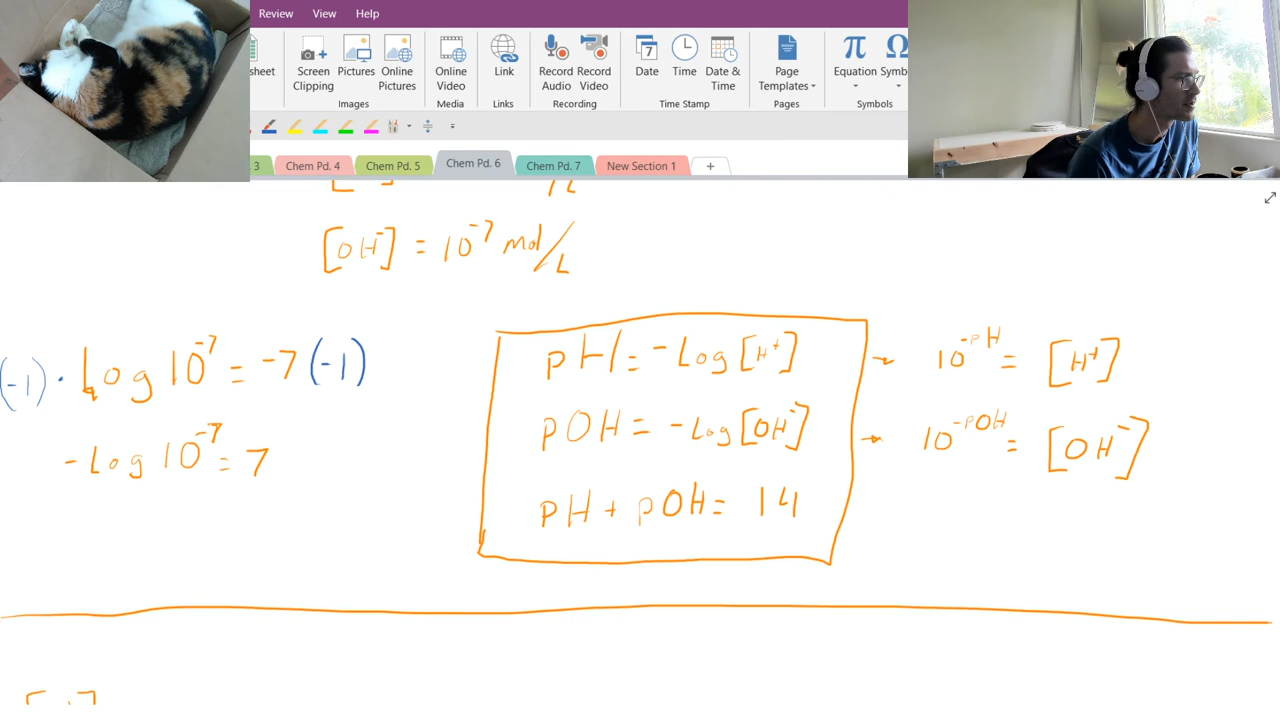 Review View Help
sheet Screen Clipping Pictures Online Pictures Online Video Link Record Audio Record Video Date Time Date & Time Page Templates Equation Symb
Images Media Links Recording Time Stamp Pages Symbols
3 Chem Pd. 4 Chem Pd. 5 Chem Pd. 6 Chem Pd. 7 New Section 1 +
[OH⁻] = 10⁻⁷ mol/L
(-1) · Log 10⁻⁷ = -7 (-1)
-Log 10⁻⁷ = 7
pH = -Log [H⁺] → 10^-pH = [H⁺]
pOH = -Log [OH⁻] → 10^-pOH = [OH⁻]
pH + pOH = 14